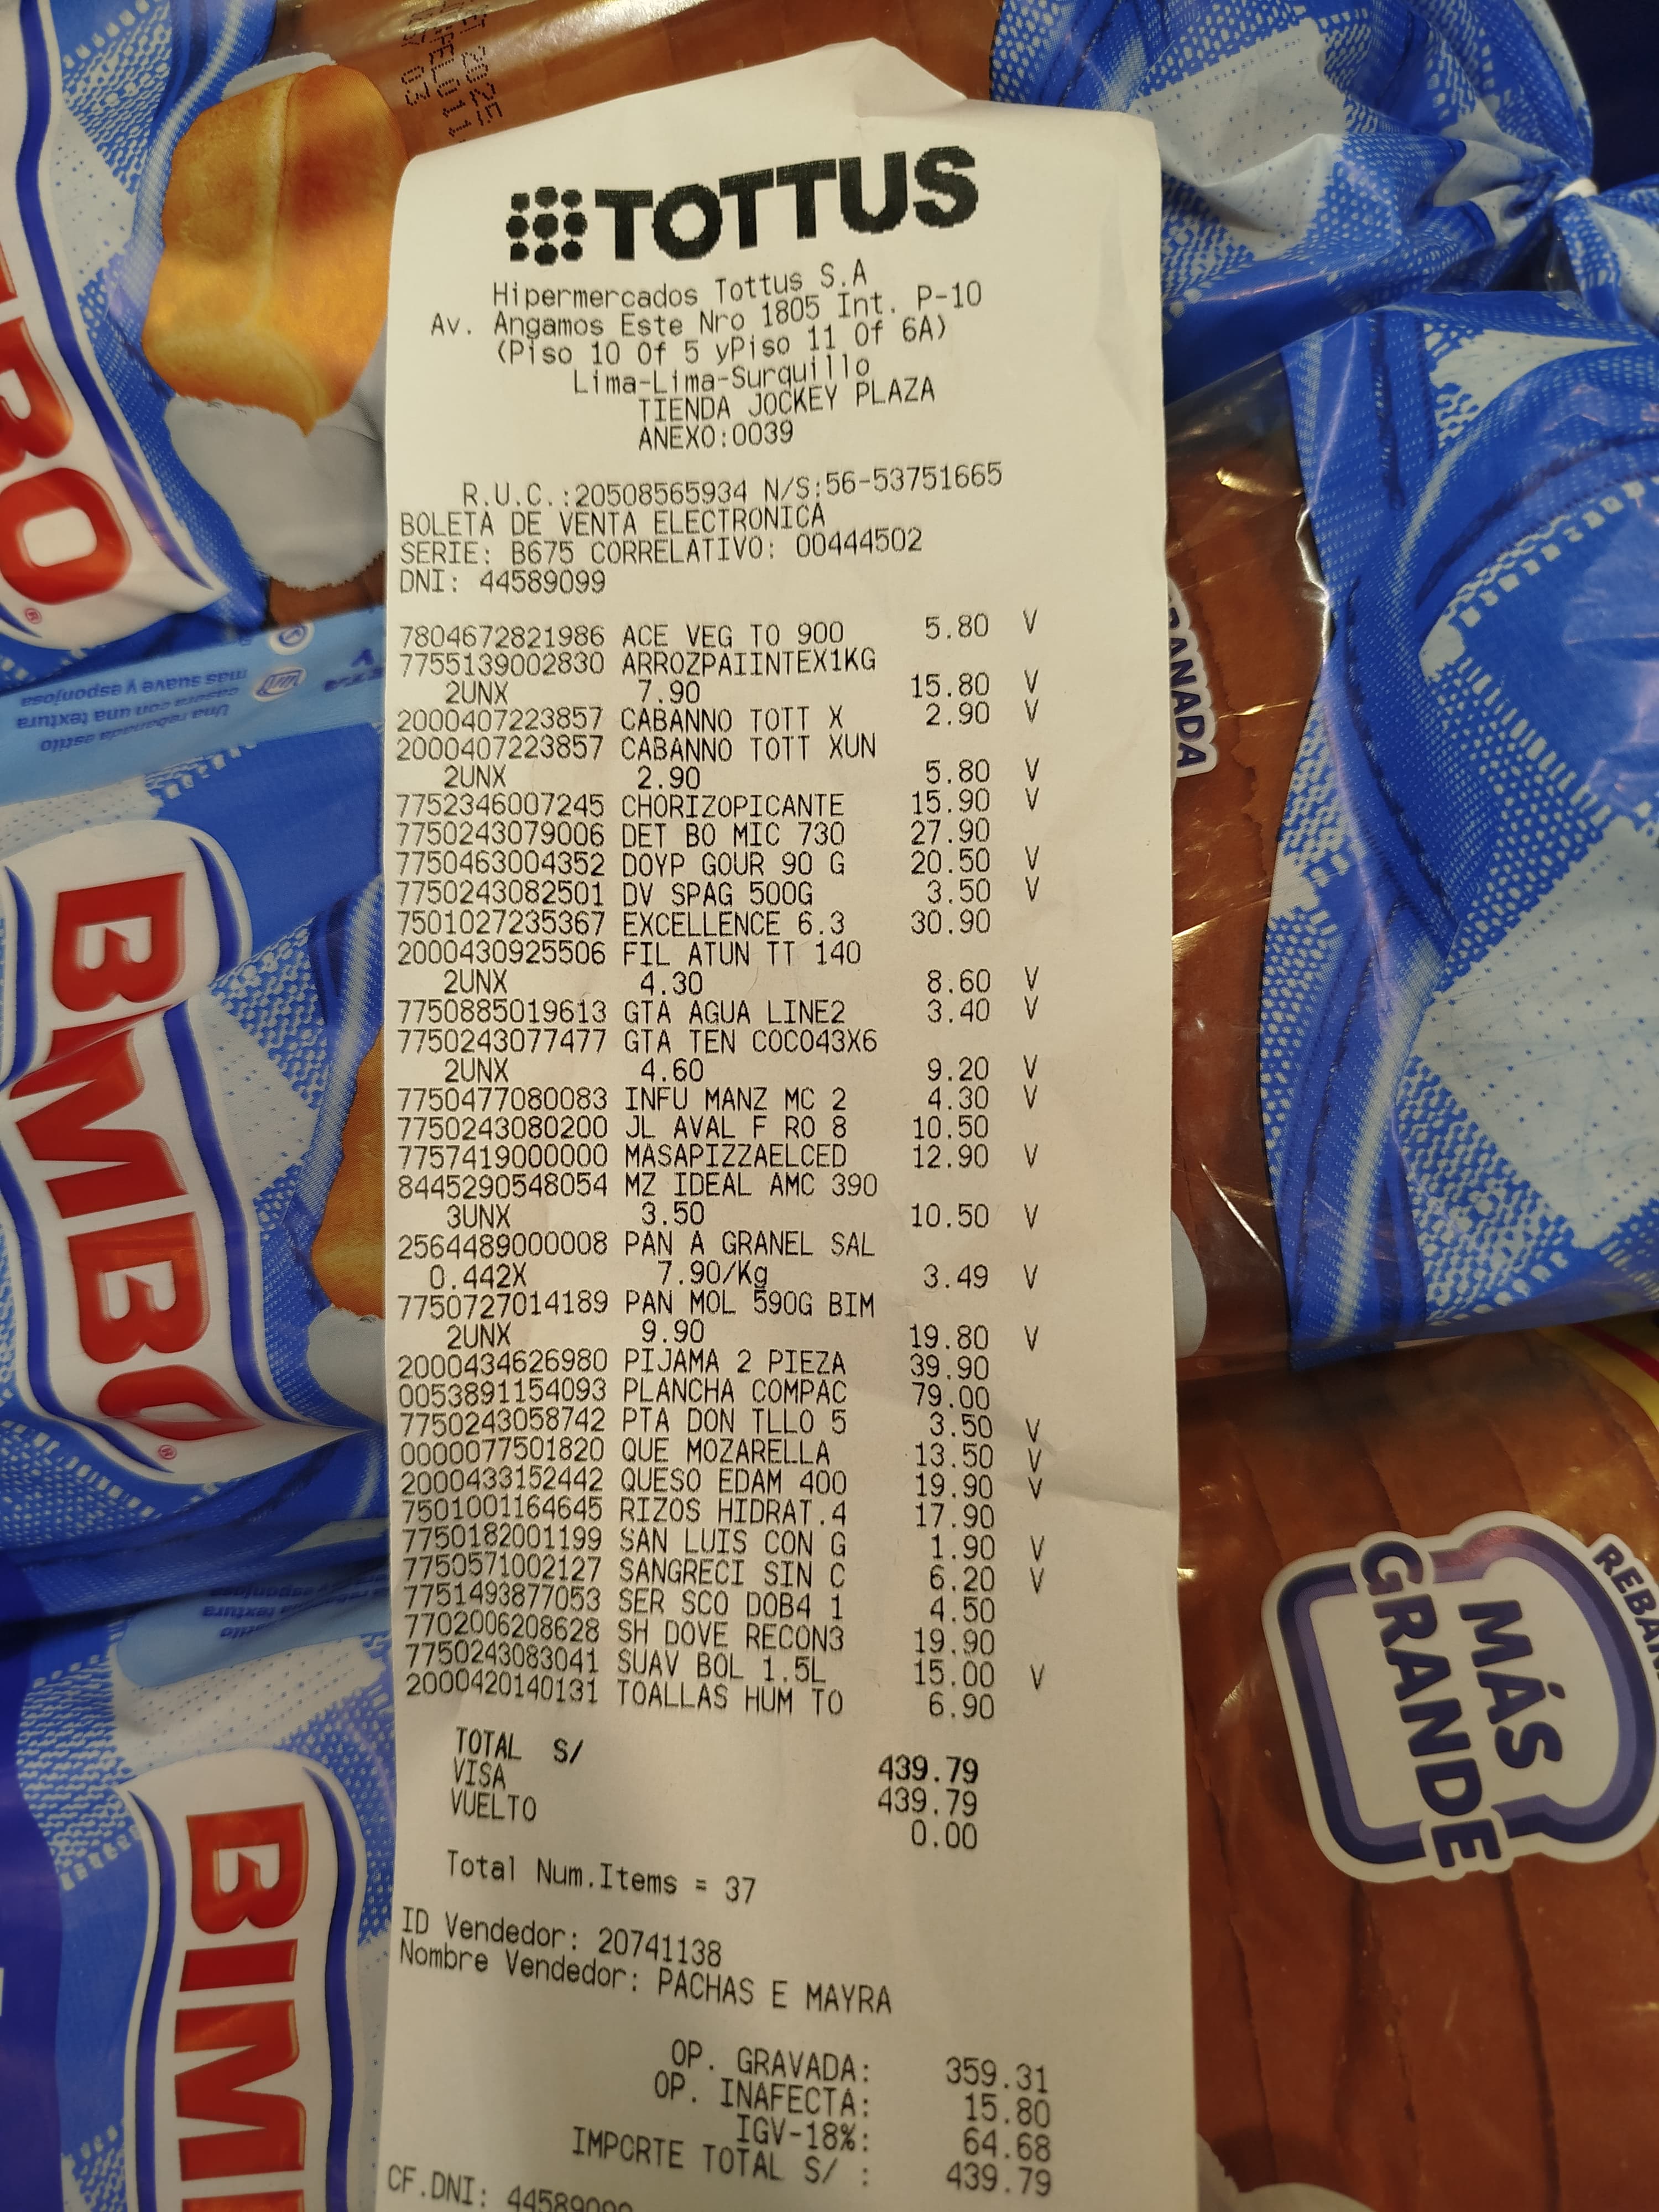 TOTTUS
Hipermercados Tottus S.A
Av. Angamos Este Nro 1805 Int. P-10
(Piso 10 Of 5 yPiso 11 Of 6A)
Lima-Lima-Surquillo
TIENDA JOCKEY PLAZA
ANEXO:0039
R.U.C.:20508565934 N/S:56-53751665
BOLETA DE VENTA ELECTRONICA
SERIE: B675 CORRELATIVO: 00444502
DNI: 44589099
7804672821986 ACE VEG TO 900 5.80 V
7755139002830 ARROZPAIINTEX1KG
2UNX 7.90 15.80 V
2000407223857 CABANNO TOTT X 2.90 V
2000407223857 CABANNO TOTT XUN
2UNX 2.90 5.80 V
7752346007245 CHORIZOPICANTE 15.90 V
7750243079006 DET BO MIC 730 27.90
7750463004352 DOYP GOUR 90 G 20.50 V
7750243082501 DV SPAG 500G 3.50 V
7501027235367 EXCELLENCE 6.3 30.90
2000430925506 FIL ATUN TT 140
2UNX 4.30 8.60 V
7750885019613 GTA AGUA LINE2 3.40 V
7750243077477 GTA TEN COCO43X6
2UNX 4.60 9.20 V
7750477080083 INFU MANZ MC 2 4.30 V
7750243080200 JL AVAL F RO 8 10.50
7757419000000 MASAPIZZAELCED 12.90 V
8445290548054 MZ IDEAL AMC 390
3UNX 3.50 10.50 V
2564489000008 PAN A GRANEL SAL
0.442X 7.90/Kg 3.49 V
7750727014189 PAN MOL 590G BIM
2UNX 9.90 19.80 V
2000434626980 PIJAMA 2 PIEZA 39.90
0053891154093 PLANCHA COMPAC 79.00
7750243058742 PTA DON TLLO 5 3.50 V
0000077501820 QUE MOZARELLA 13.50 V
2000433152442 QUESO EDAM 400 19.90 V
7501001164645 RIZOS HIDRAT.4 17.90
7750182001199 SAN LUIS CON G 1.90 V
7750571002127 SANGRECI SIN C 6.20 V
7751493877053 SER SCO DOB4 1 4.50
7702006208628 SH DOVE RECON3 19.90
7750243083041 SUAV BOL 1.5L 15.00 V
2000420140131 TOALLAS HUM TO 6.90
TOTAL S/ 439.79
VISA 439.79
VUELTO 0.00
Total Num.Items = 37
ID Vendedor: 20741138
Nombre Vendedor: PACHAS E MAYRA
OP. GRAVADA: 359.31
OP. INAFECTA: 15.80
IGV-18%: 64.68
IMPORTE TOTAL S/ : 439.79
CF.DNI: 44589099
BIMBO
MÁS
GRANDE
Una rebanada estilo
casera con una textura
más suave y esponjosa